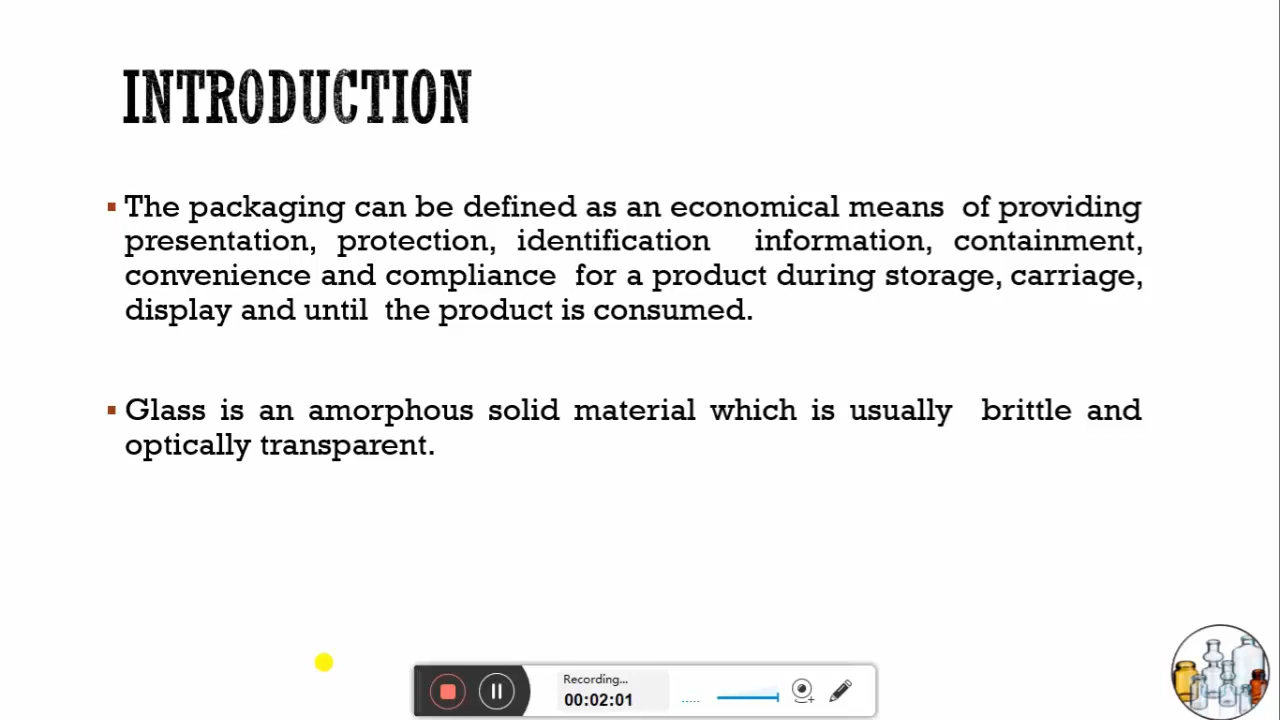 INTRODUCTION
The packaging can be defined as an economical means of providing
presentation, protection, identification information, containment,
convenience and compliance for a product during storage, carriage,
display and until the product is consumed.
Glass is an amorphous solid material which is usually brittle and
optically transparent.
Recording...
00:02:01